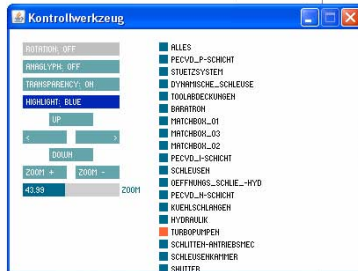 Kontrollwerkzeug
ROTATION: OFF
ANAGLYPH: OFF
TRANSPARENCY: ON
HIGHLIGHT: BLUE
UP
< >
DOWN
ZOOM + ZOOM -
43.99 ZOOM
ALLES
PECVD_P-SCHICHT
STUETZSYSTEM
DYNAMISCHE_SCHLEUSE
TOOLABDECKUNGEN
BARATRON
MATCHBOX_01
MATCHBOX_03
MATCHBOX_02
PECVD_I-SCHICHT
SCHLEUSEN
OEFFNUNGS_SCHLIE_-HYD
PECVD_N-SCHICHT
KUEHLSCHLANGEN
HYDRAULIK
TURBOPUMPEN
SCHLITTEN-ANTRIEBSMEC
SCHLEUSENKAMMER
SHUTTER